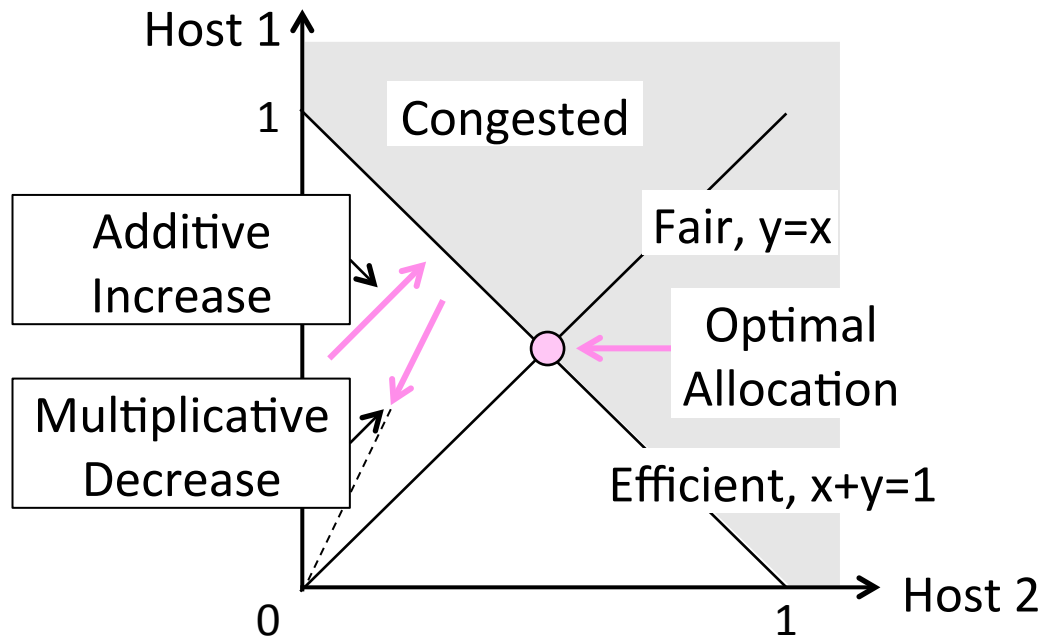 Host 1
1
Congested
Additive
Increase
Fair, y=x
Optimal
Allocation
Multiplicative
Decrease
Efficient, x+y=1
0
1
Host 2